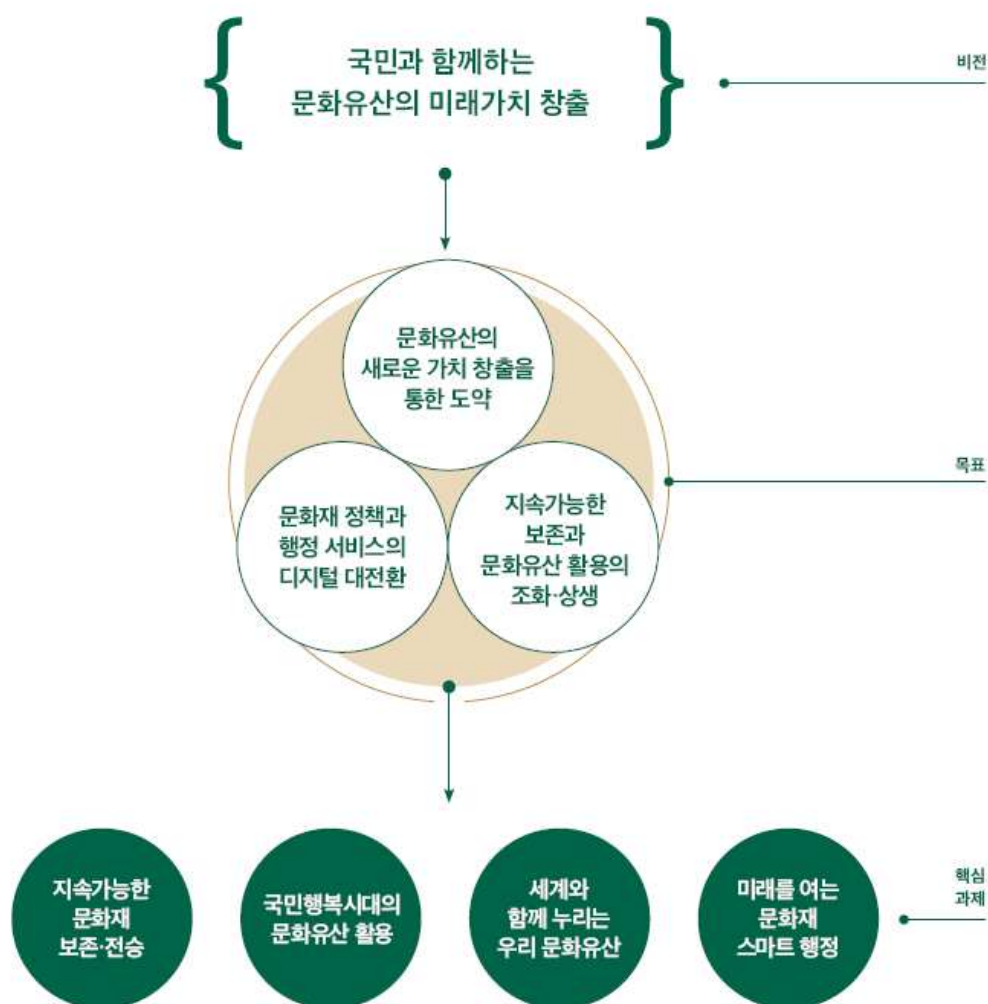 국민과 함께하는
문화유산의 미래가치 창출
비전
문화유산의
새로운 가치 창출을
통한 도약
문화재 정책과
행정 서비스의
디지털 대전환
지속가능한
보존과
문화유산 활용의
조화·상생
목표
지속가능한
문화재
보존·전승
국민행복시대의
문화유산 활용
세계와
함께 누리는
우리 문화유산
미래를 여는
문화재
스마트 행정
핵심
과제